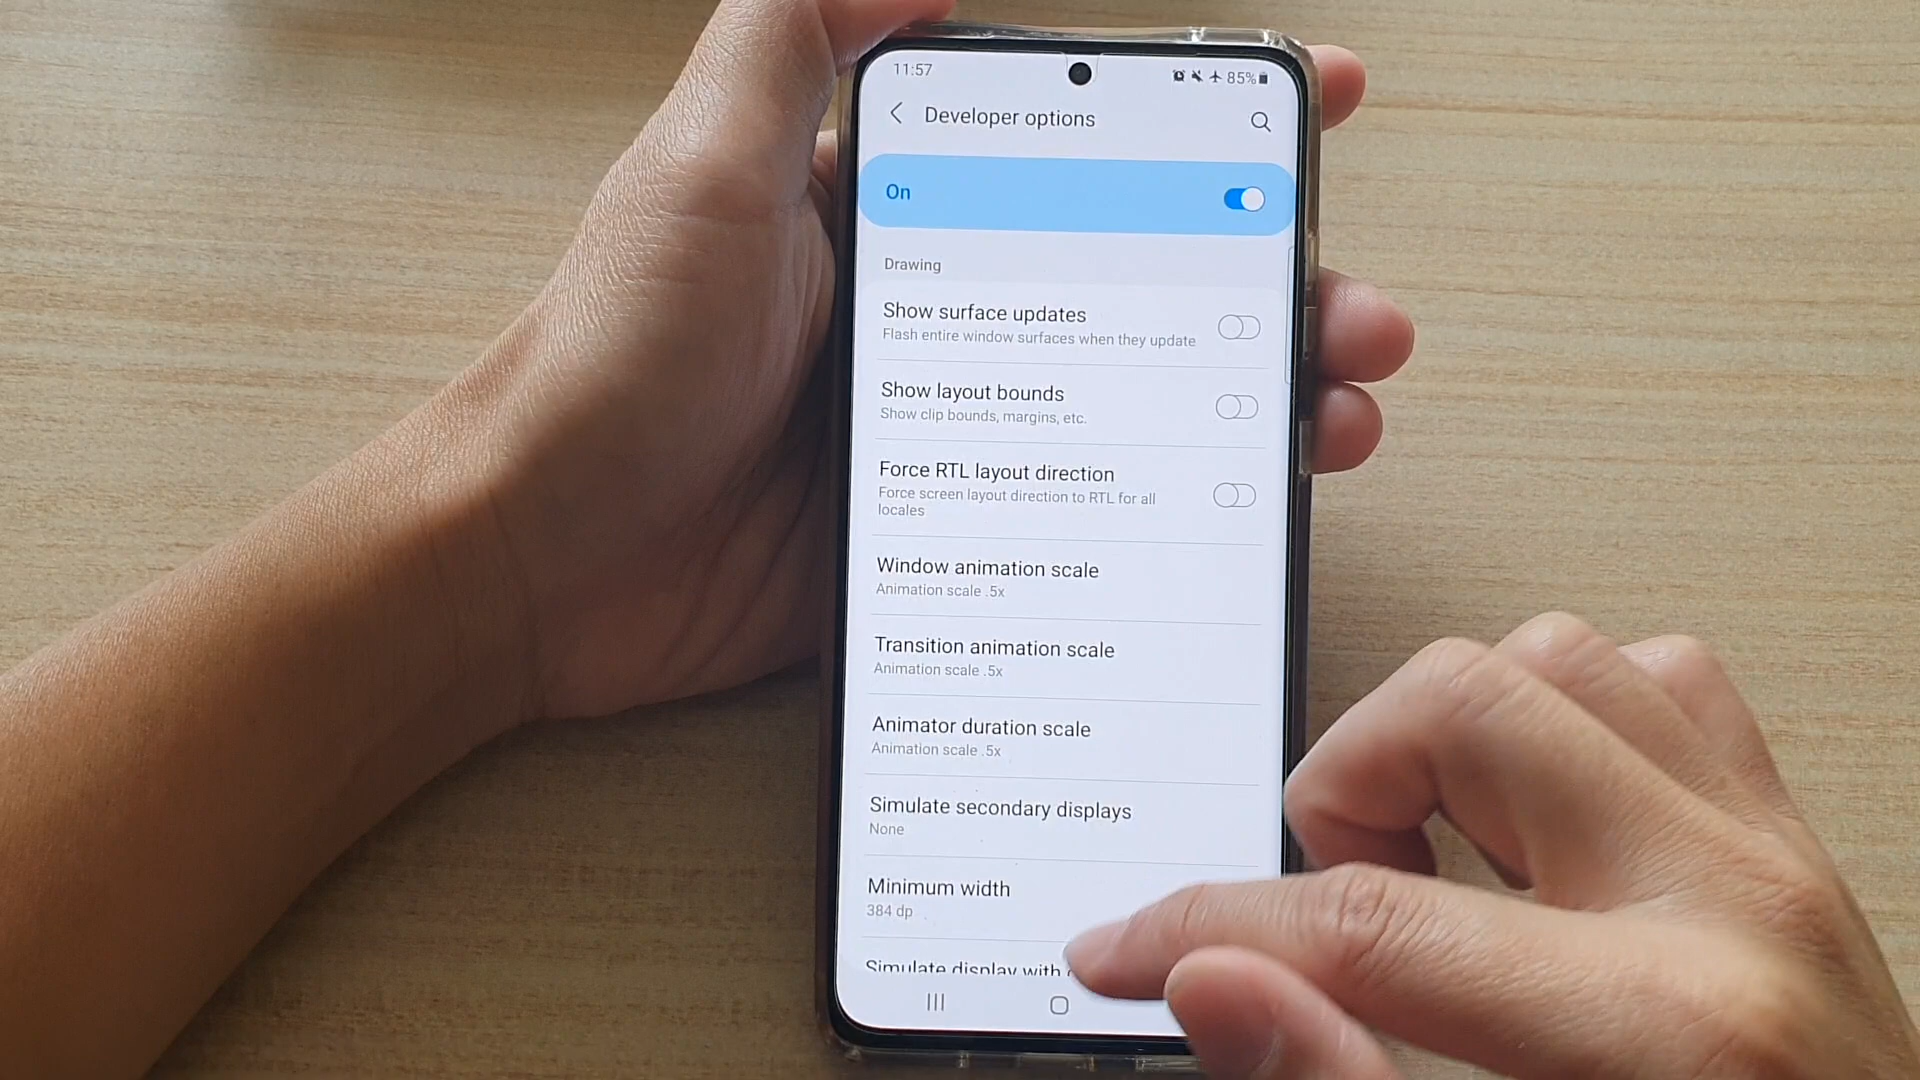 11:57
85%
Developer options
On
Drawing
Show surface updates
Flash entire window surfaces when they update
Show layout bounds
Show clip bounds, margins, etc.
Force RTL layout direction
Force screen layout direction to RTL for all
locales
Window animation scale
Animation scale .5x
Transition animation scale
Animation scale .5x
Animator duration scale
Animation scale .5x
Simulate secondary displays
None
Minimum width
384 dp
Simulate display with